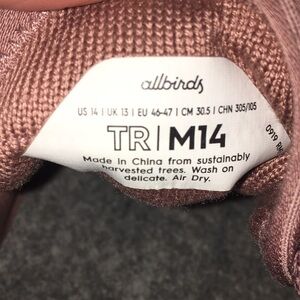 allbirds
US 14 | UK 13 | EU 46-47 | CM 30.5 | CHN 305/105
TR | M14
Made in China from sustainably
harvested trees. Wash on
delicate. Air Dry.
0919